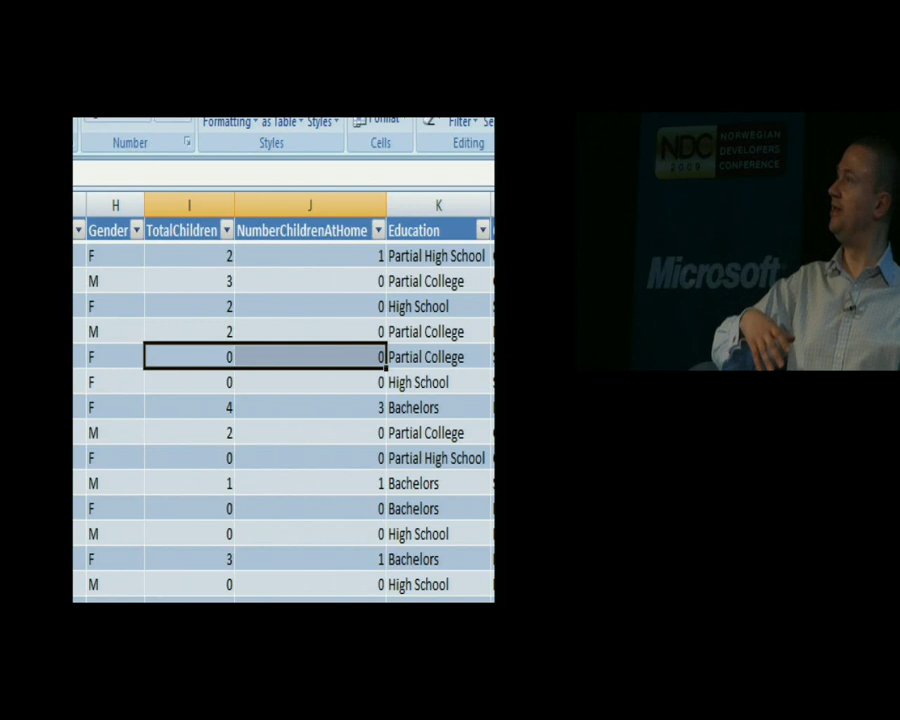 Formatting as Table Styles Format Filter Se
Number Styles Cells Editing
H I J K
Gender TotalChildren NumberChildrenAtHome Education
F 2 1 Partial High School
M 3 0 Partial College
F 2 0 High School
M 2 0 Partial College
F 0 0 Partial College
F 0 0 High School
F 4 3 Bachelors
M 2 0 Partial College
F 0 0 Partial High School
M 1 1 Bachelors
F 0 0 Bachelors
M 0 0 High School
F 3 1 Bachelors
M 0 0 High School
NDC
2009
NORWEGIAN
DEVELOPERS
CONFERENCE
Microsoft